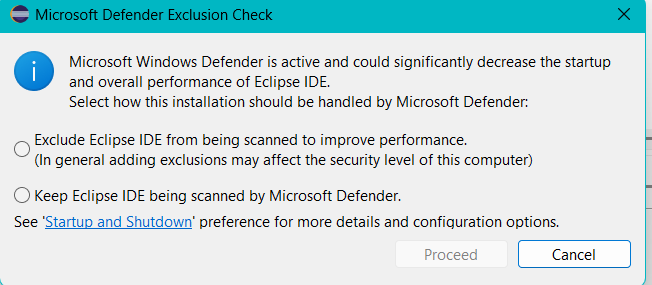 Microsoft Defender Exclusion Check
Microsoft Windows Defender is active and could significantly decrease the startup
and overall performance of Eclipse IDE.
Select how this installation should be handled by Microsoft Defender:
Exclude Eclipse IDE from being scanned to improve performance.
(In general adding exclusions may affect the security level of this computer)
Keep Eclipse IDE being scanned by Microsoft Defender.
See 'Startup and Shutdown' preference for more details and configuration options.
Proceed Cancel